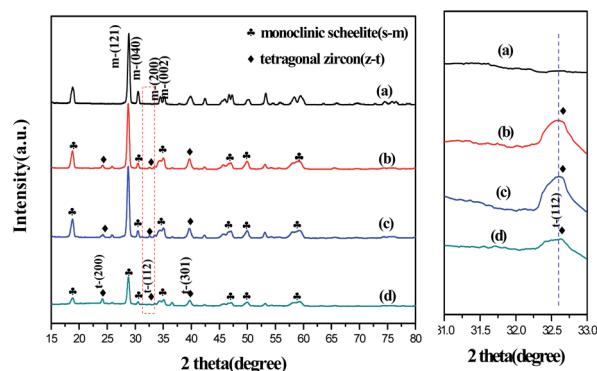 ♣ monoclinic scheelite(s-m)
♦ tetragonal zircon(z-t)
Intensity(a.u.)
m-(121)
m-(040)
m-(200)
m-(002)
(a)
(b)
(c)
(d)
t-(200)
t-(112)
t-(301)
15 20 25 30 35 40 45 50 55 60 65 70 75 80
2 theta(degree)
(a)
(b)
(c)
(d)
t-(112)
31.0 31.5 32.0 32.5 33.0
2 theta(degree)